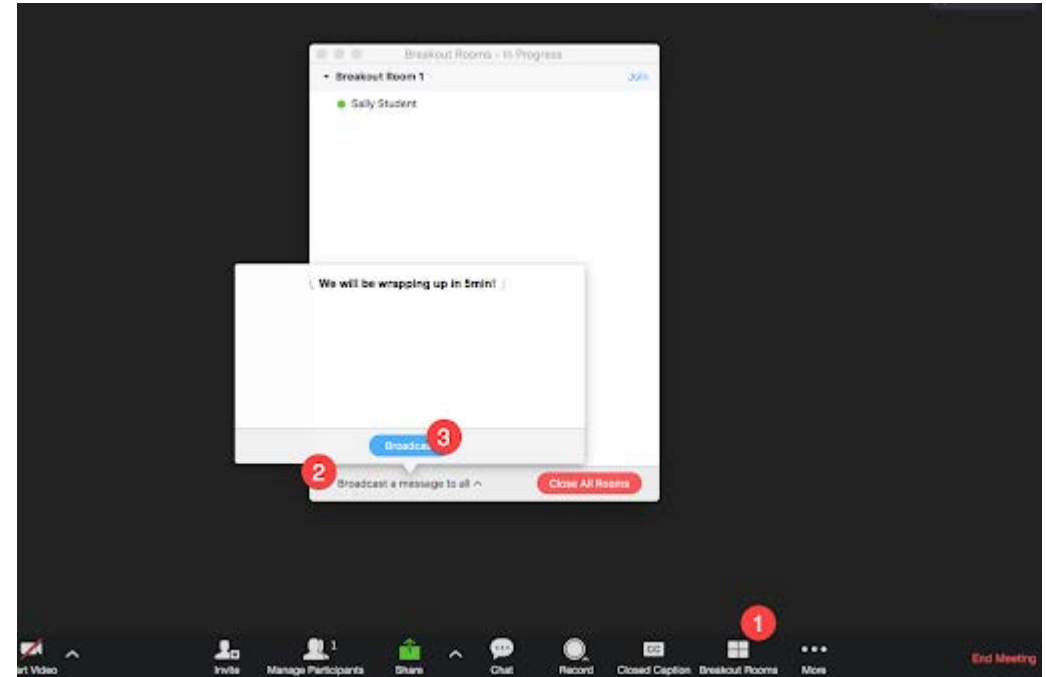 Breakout Rooms - In Progress
Breakout Room 1 Join
Sally Student
We will be wrapping up in 5min!
Broadcast
3
2
Broadcast a message to all
Close All Rooms
1
1
CC
Invite
Manage Participants
Share
Chat
Record
Closed Caption
Breakout Rooms
More
End Meeting
rt Video